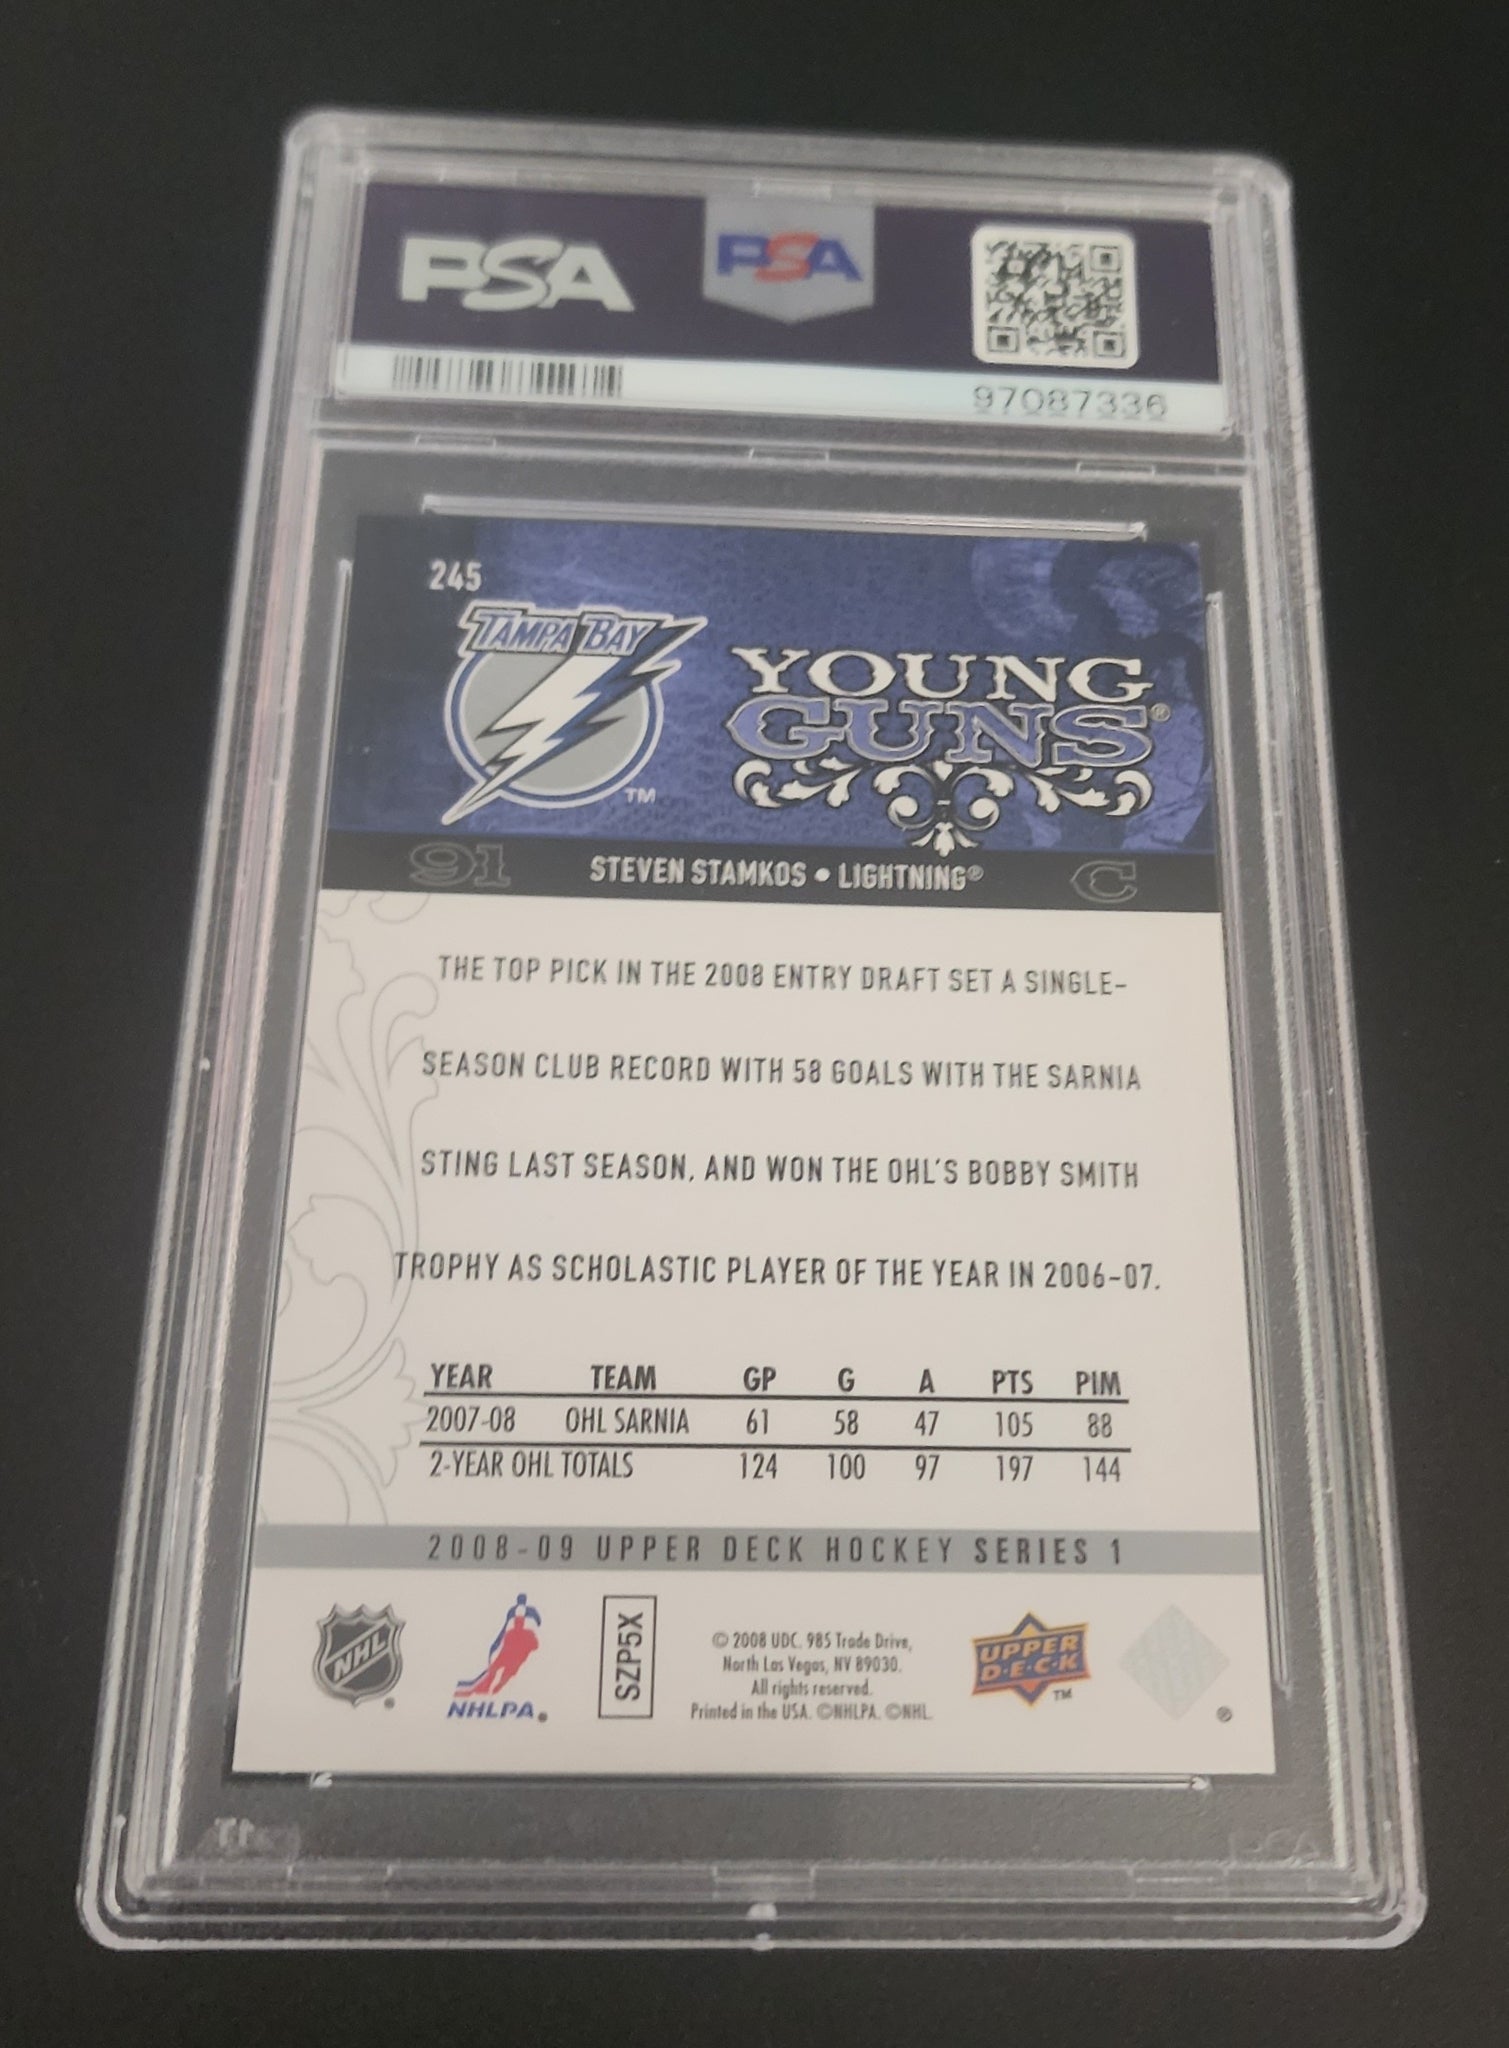 PSA
PSA
97087336
245
TAMPA BAY
TM
YOUNG
GUNS®
91
STEVEN STAMKOS • LIGHTNING®
C
THE TOP PICK IN THE 2008 ENTRY DRAFT SET A SINGLE-
SEASON CLUB RECORD WITH 58 GOALS WITH THE SARNIA
STING LAST SEASON, AND WON THE OHL'S BOBBY SMITH
TROPHY AS SCHOLASTIC PLAYER OF THE YEAR IN 2006-07.
YEAR TEAM GP G A PTS PIM
2007-08 OHL SARNIA 61 58 47 105 88
2-YEAR OHL TOTALS 124 100 97 197 144
2008-09 UPPER DECK HOCKEY SERIES 1
NHL
NHLPA
SZP5X
© 2008 UDC. 985 Trade Drive,
North Las Vegas, NV 89030.
All rights reserved.
Printed in the USA. ©NHLPA. ©NHL.
UPPER
D•E•C•K
TM
®